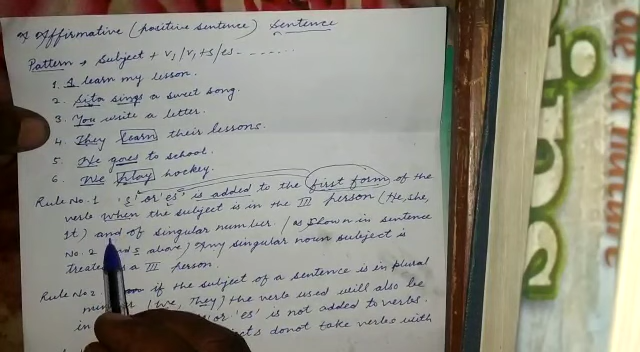 Affirmative (positive sentence) Sentence
Pattern → Subject + V1/V1+s/es-------
1. I learn my lesson.
2. Sita sings a sweet song.
3. You write a letter.
4. They learn their lessons.
5. He goes to school.
6. We play hockey.
Rule No. 1 's' or 'es' is added to the first form of the
verb when the subject is in the III person (He, she,
It) and of singular number. (as shown in sentence
No. 2 and 5 above) Any singular noun subject is
treated as a III person.
Rule No 2 if the subject of a sentence is in plural
number (We, They) the verb used will also be
in or 'es' is not added to verbs.
donot take verbs with
de la